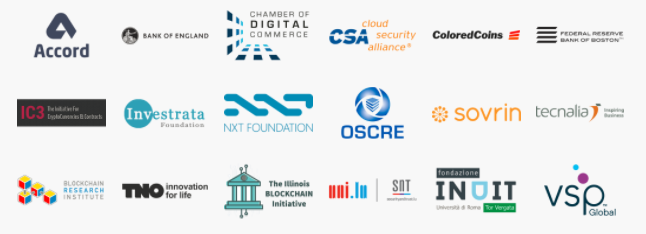 Accord
BANK OF ENGLAND
CHAMBER OF
DIGITAL
COMMERCE
CSA cloud
security
alliance®
ColoredCoins
FEDERAL RESERVE
BANK OF BOSTON™
IC3 The Initiative For
CryptoCurrencies & Contracts
Investrata
Foundation
NXT FOUNDATION
OSCRE
sovrin
tecnalia Inspiring
Business
BLOCKCHAIN
RESEARCH
INSTITUTE
TNO innovation
for life
The Illinois
BLOCKCHAIN
Initiative
uni.lu
SNT
fondazione
INUIT
Università di Roma Tor Vergata
vsp™
Global